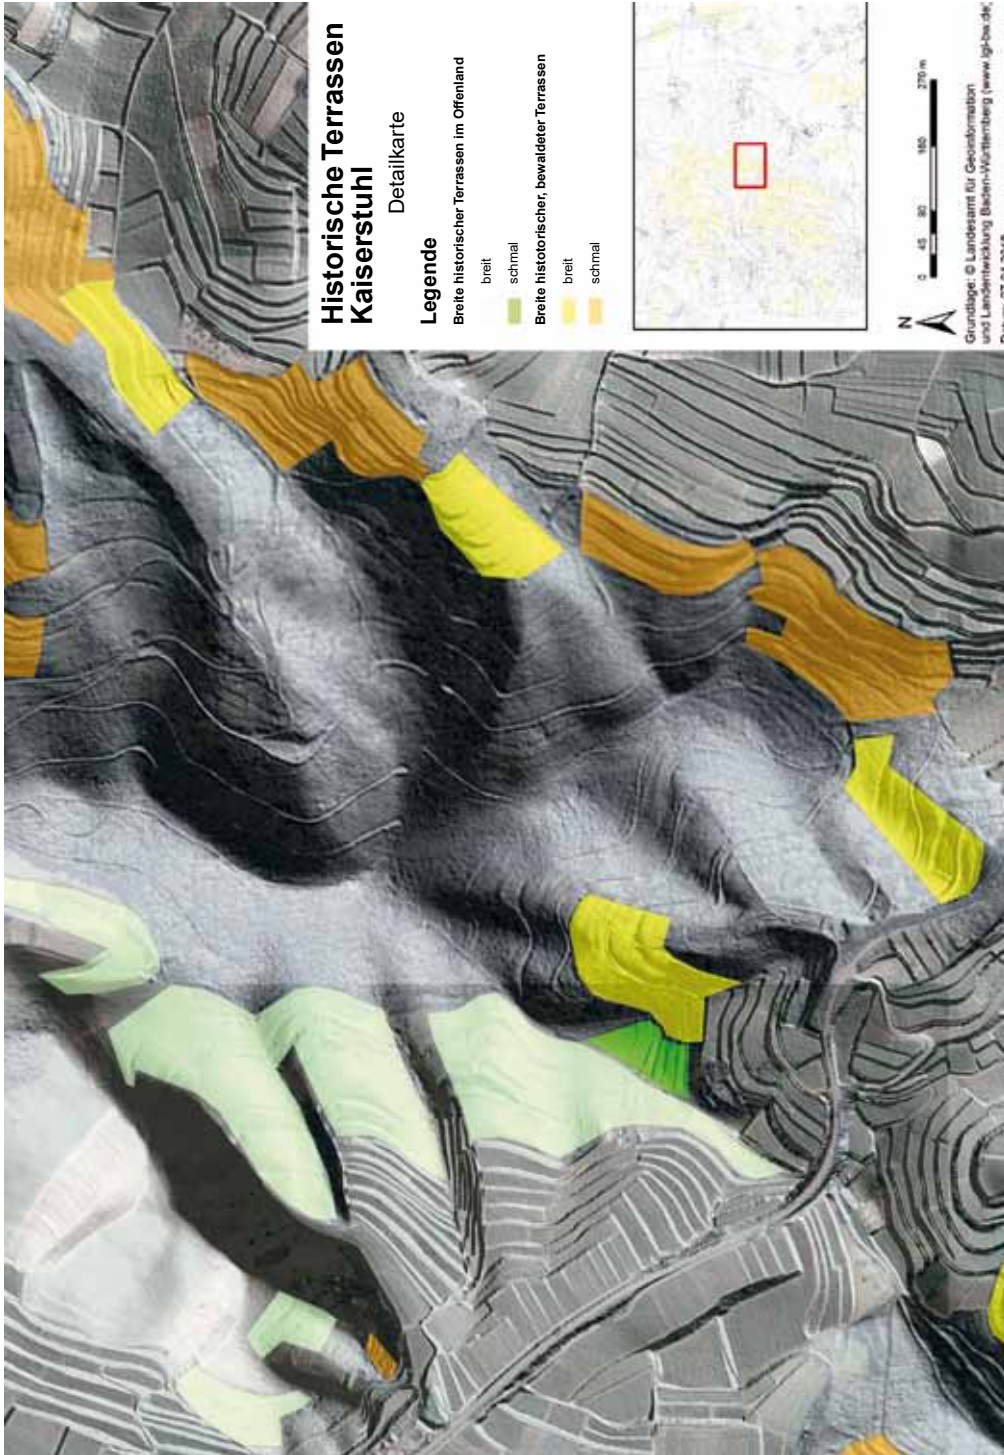 Historische Terrassen
Kaiserstuhl
Detailkarte
Legende
Breite historischer Terrassen im Offenland
breit
schmal
Breite historischer, bewaldeter Terrassen
breit
schmal
N
0 45 90 180 270 m
Grundlage: © Landesamt für Geoinformation
und Landentwicklung Baden-Württemberg (www.lgl-bw.de)